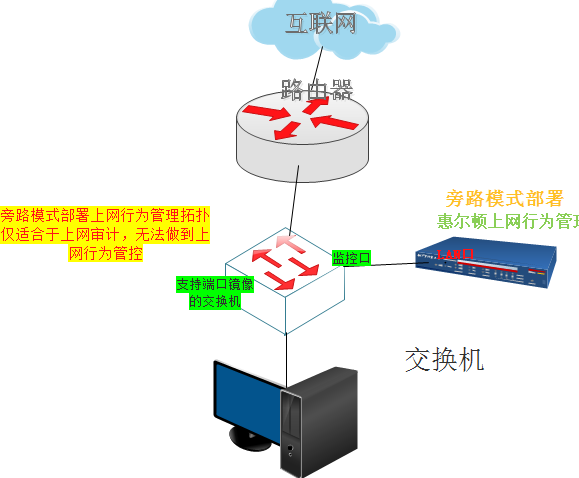 互联网
路由器
旁路模式部署
惠尔顿上网行为管理
旁路模式部署上网行为管理拓扑
仅适合于上网审计，无法做到上
网行为管控
监控口
支持端口镜像
的交换机
交换机